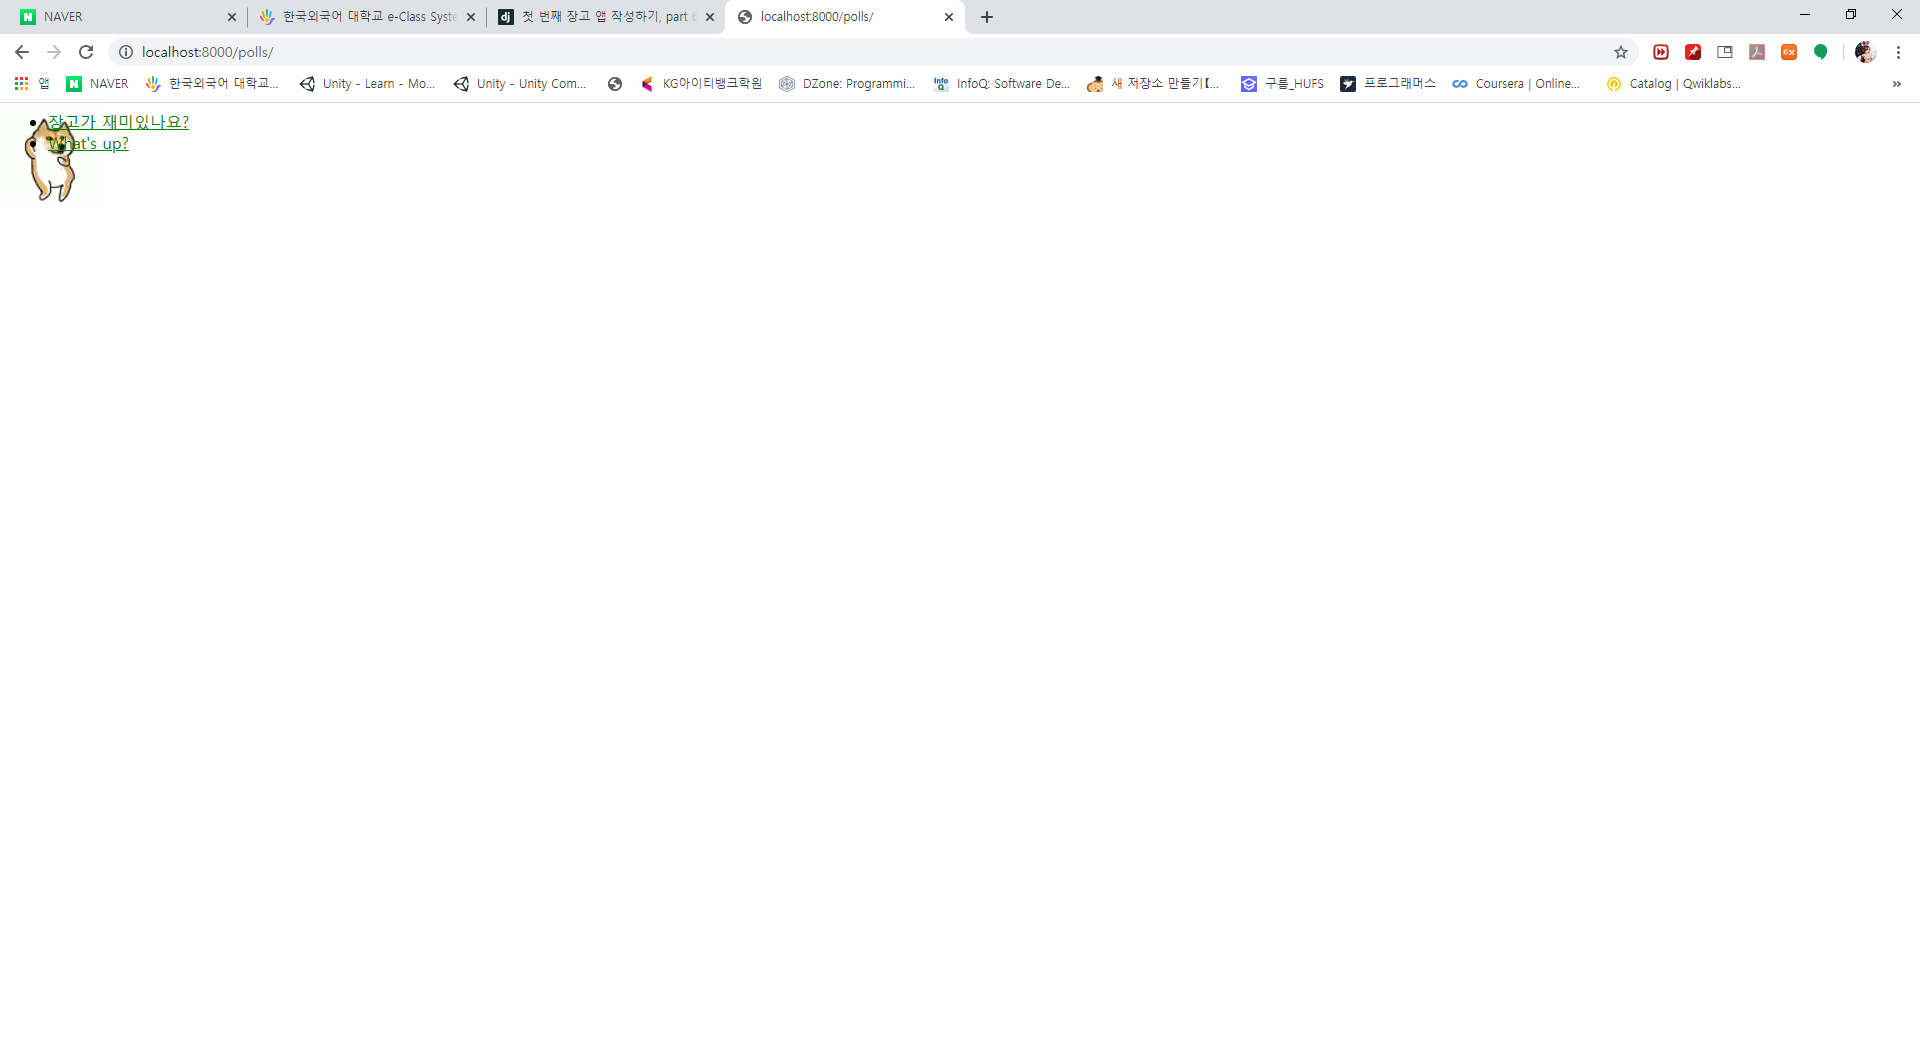 NAVER
한국외국어 대학교 e-Class Syste
첫 번째 장고 앱 작성하기, part 6
localhost:8000/polls/
localhost:8000/polls/
앱
NAVER
한국외국어 대학교...
Unity - Learn - Mo...
Unity - Unity Com...
KG아이티뱅크학원
DZone: Programmi...
InfoQ: Software De...
새 저장소 만들기【...
구름_HUFS
프로그래머스
Coursera | Online...
Catalog | Qwiklabs...
»
장고가 재미있나요?
What's up?